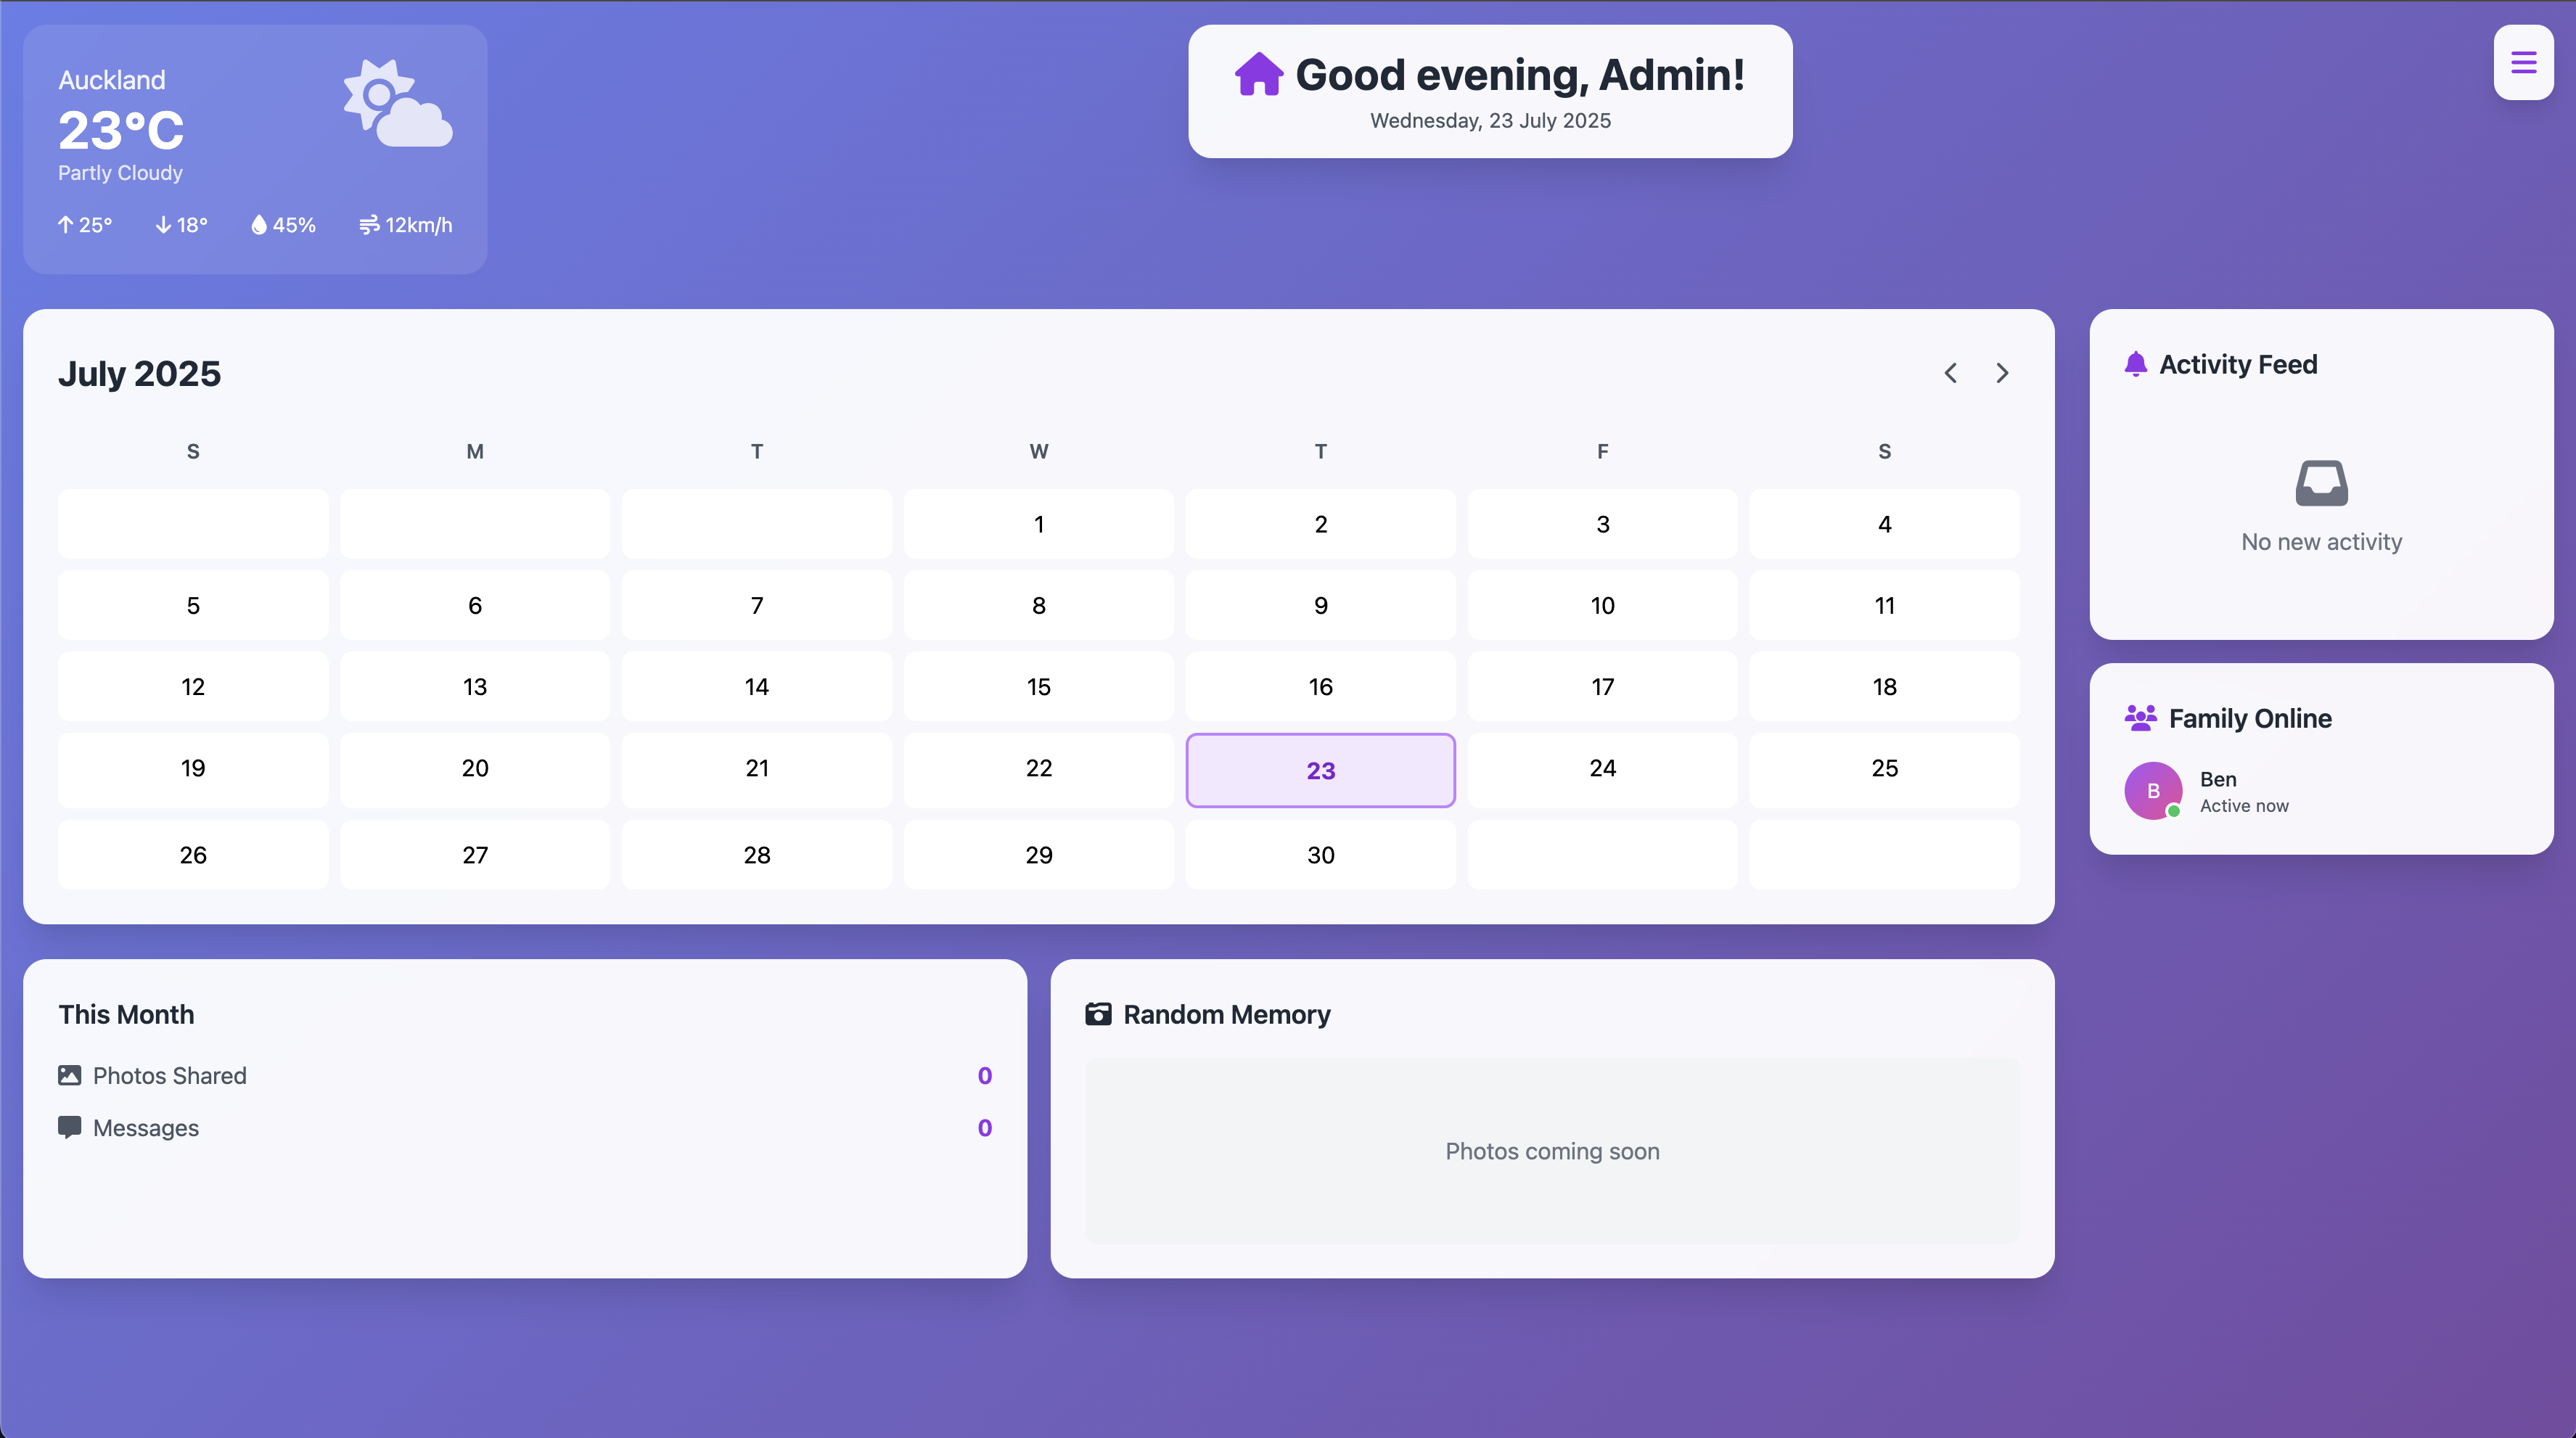 Auckland
23°C
Partly Cloudy
25° 18° 45% 12km/h
Good evening, Admin!
Wednesday, 23 July 2025
July 2025
S M T W T F S
1 2 3 4
5 6 7 8 9 10 11
12 13 14 15 16 17 18
19 20 21 22 23 24 25
26 27 28 29 30
Activity Feed
No new activity
Family Online
B
Ben
Active now
This Month
Photos Shared 0
Messages 0
Random Memory
Photos coming soon